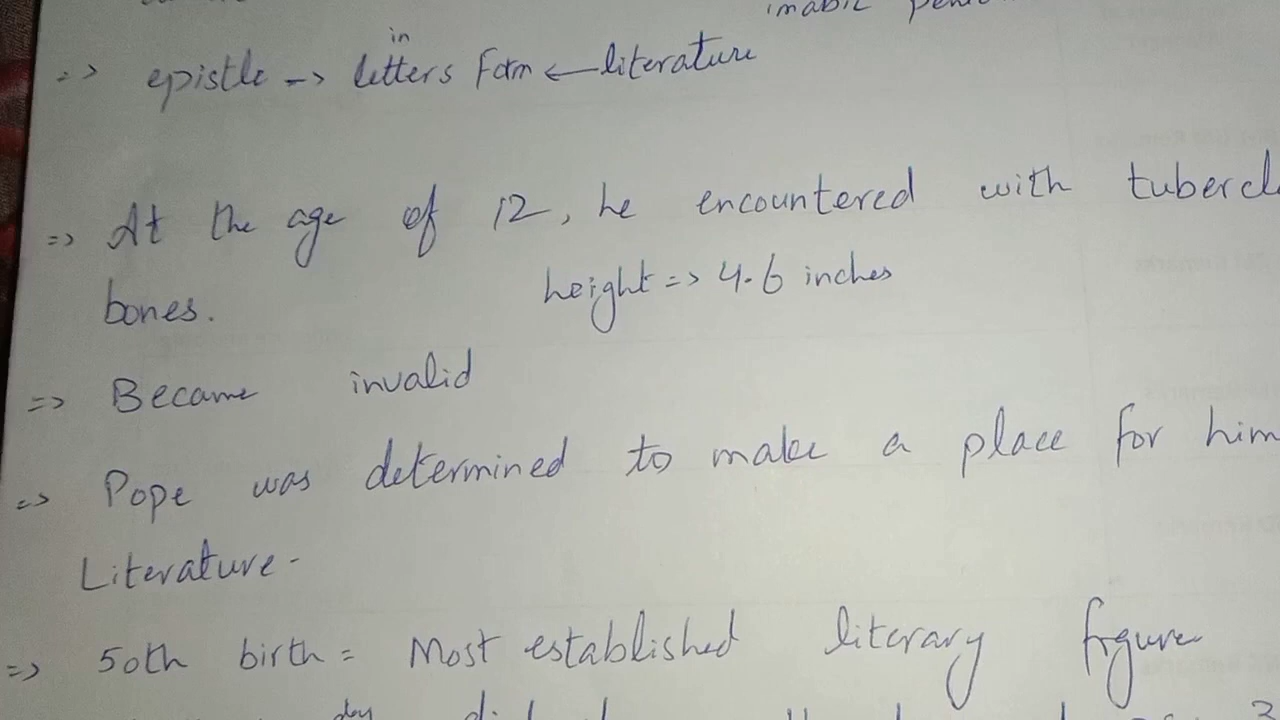 => epistle -> in letters Form <- literature
=> At the age of 12, he encountered with tubercl
bones. height => 4.6 inches
=> Became invalid
=> Pope was determined to make a place for him
Literature-
=> 50th birth = Most established literary figure
day